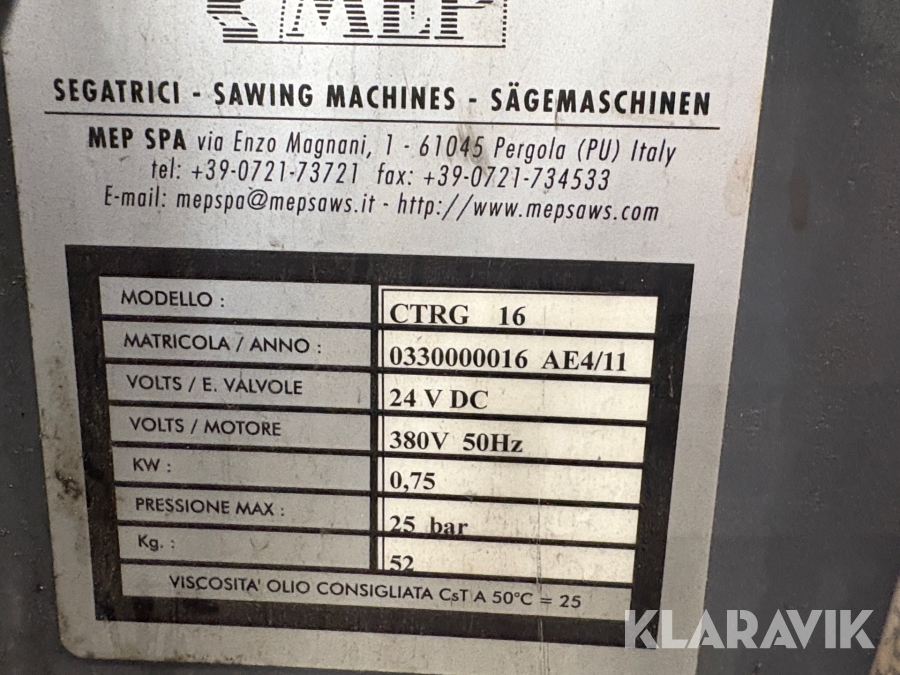 MEP
SEGATRICI - SAWING MACHINES - SÄGEMASCHINEN
MEP SPA via Enzo Magnani, 1 - 61045 Pergola (PU) Italy
tel: +39-0721-73721 fax: +39-0721-734533
E-mail: mepspa@mepsaws.it - http://www.mepsaws.com
MODELLO : CTRG 16
MATRICOLA / ANNO : 0330000016 AE4/11
VOLTS / E. VALVOLE 24 V DC
VOLTS / MOTORE 380V 50Hz
KW : 0,75
PRESSIONE MAX : 25 bar
Kg. : 52
VISCOSITA' OLIO CONSIGLIATA CsT A 50°C = 25
KLARAVIK